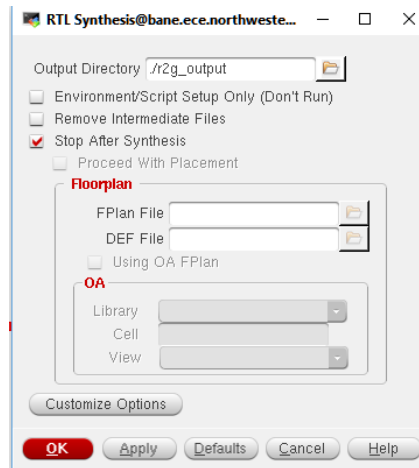 RTL Synthesis@bane.ece.northweste...
Output Directory ./r2g_output
Environment/Script Setup Only (Don't Run)
Remove Intermediate Files
Stop After Synthesis
Proceed With Placement
Floorplan
FPlan File
DEF File
Using OA FPlan
OA
Library
Cell
View
Customize Options
OK Apply Defaults Cancel Help